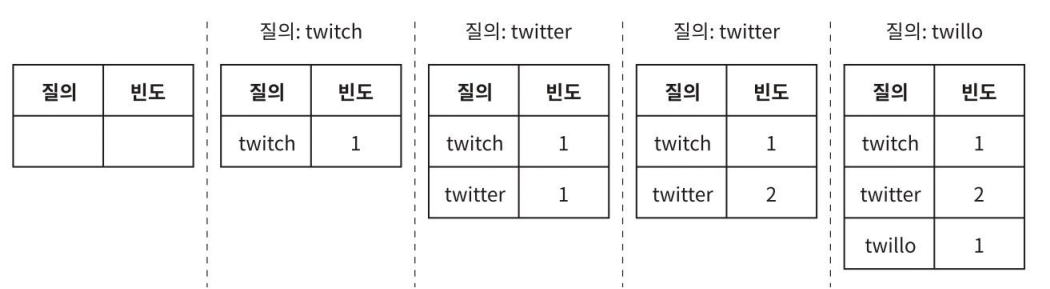 질의: twitch 질의: twitter 질의: twitter 질의: twillo
질의 빈도 질의 빈도 질의 빈도 질의 빈도 질의 빈도
twitch 1 twitch 1 twitch 1 twitch 1
twitter 1 twitter 2 twitter 2
twillo 1